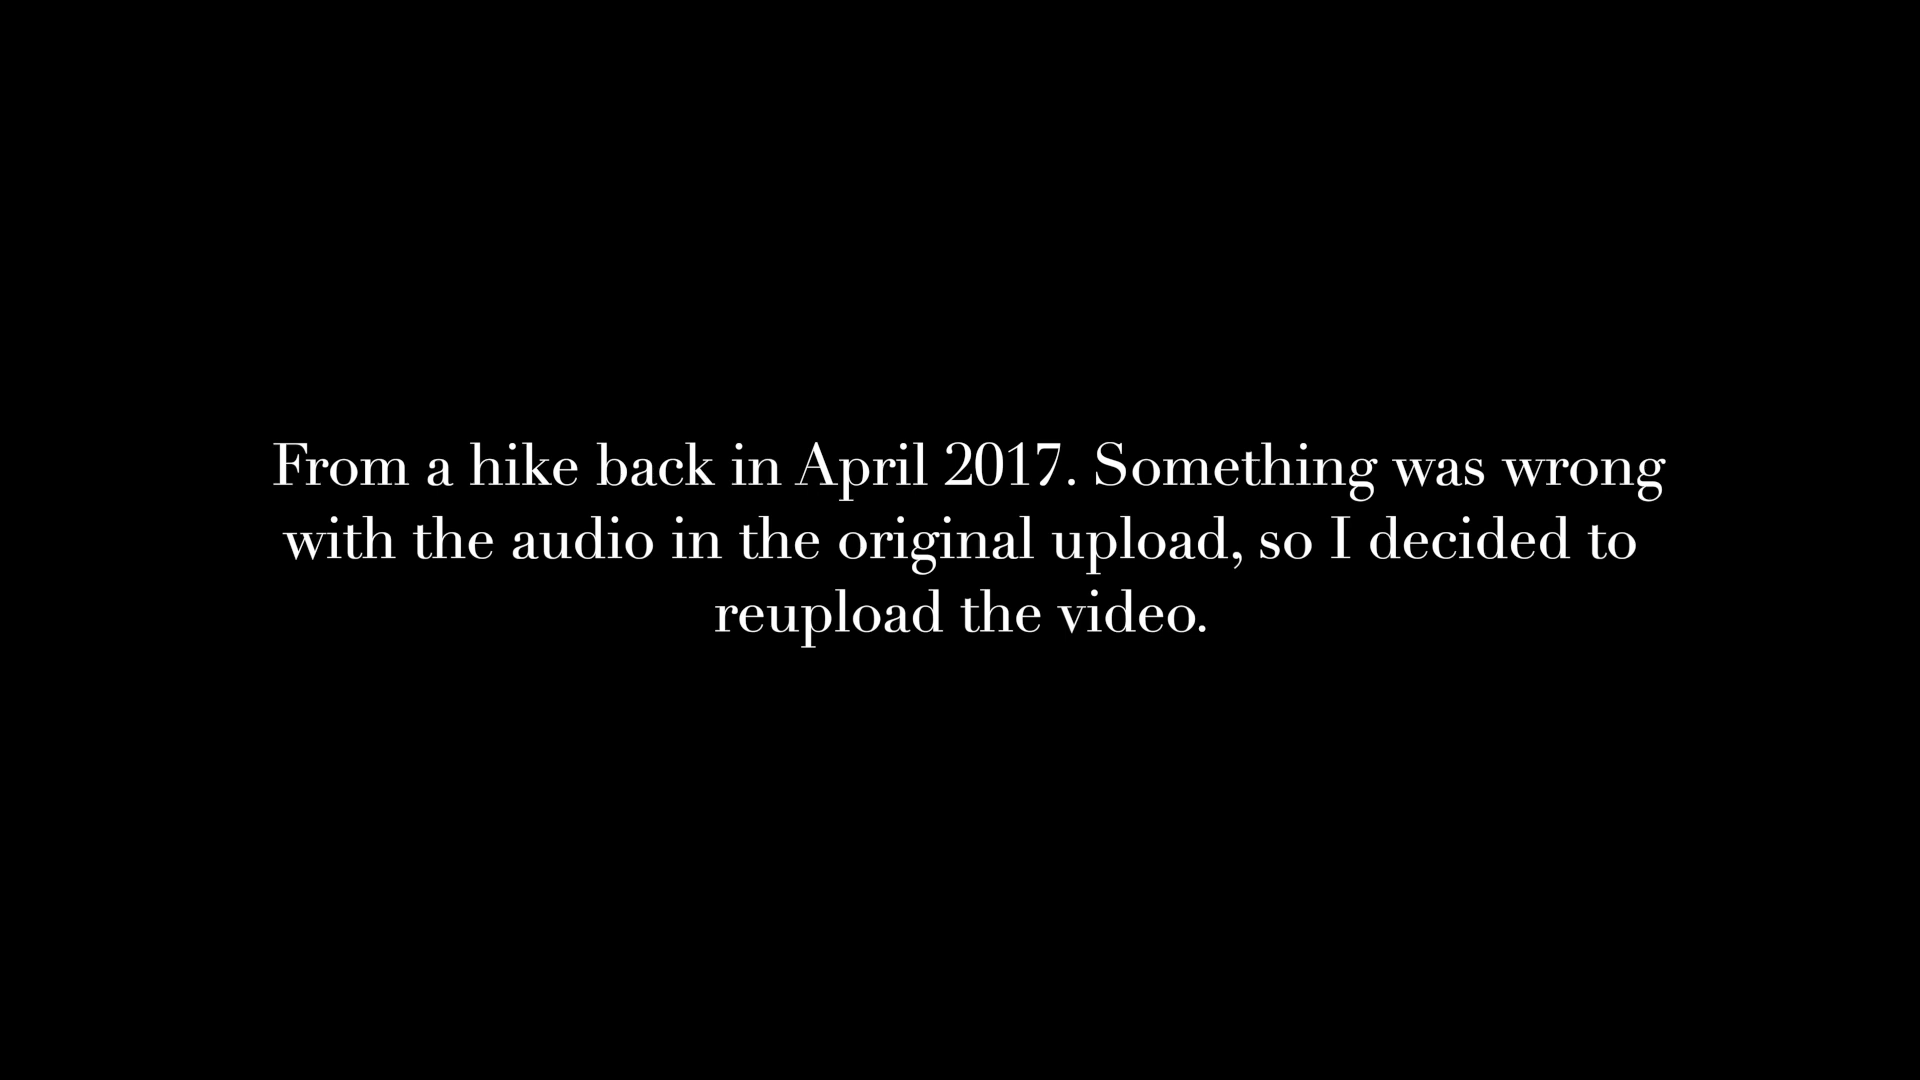 From a hike back in April 2017. Something was wrong
with the audio in the original upload, so I decided to
reupload the video.